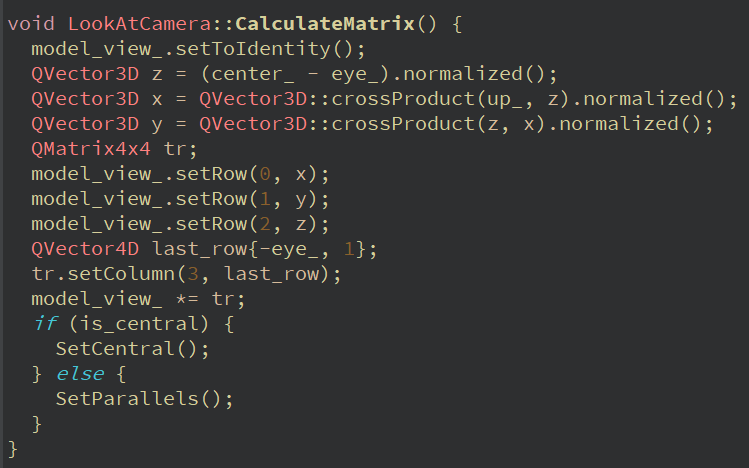 void LookAtCamera::CalculateMatrix() {
  model_view_.setToIdentity();
  QVector3D z = (center_ - eye_).normalized();
  QVector3D x = QVector3D::crossProduct(up_, z).normalized();
  QVector3D y = QVector3D::crossProduct(z, x).normalized();
  QMatrix4x4 tr;
  model_view_.setRow(0, x);
  model_view_.setRow(1, y);
  model_view_.setRow(2, z);
  QVector4D last_row{-eye_, 1};
  tr.setColumn(3, last_row);
  model_view_ *= tr;
  if (is_central) {
    SetCentral();
  } else {
    SetParallels();
  }
}